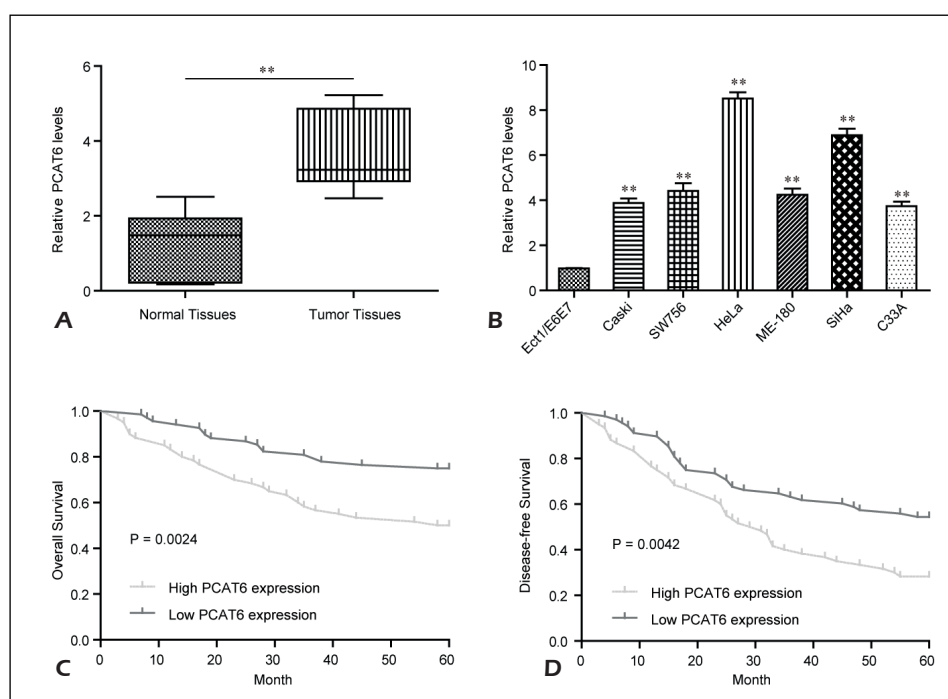 **
Relative PCAT6 levels
6
4
2
0
Normal Tissues
Tumor Tissues
A
Relative PCAT6 levels
10
8
6
4
2
0
**
**
**
**
**
**
Ect1/E6E7
Caski
SW756
HeLa
ME-180
SiHa
C33A
B
Overall Survival
1.0
0.8
0.6
0.4
0.2
0.0
P = 0.0024
High PCAT6 expression
Low PCAT6 expression
0 10 20 30 40 50 60
Month
C
Disease-free Survival
1.0
0.8
0.6
0.4
0.2
0.0
P = 0.0042
High PCAT6 expression
Low PCAT6 expression
0 10 20 30 40 50 60
Month
D